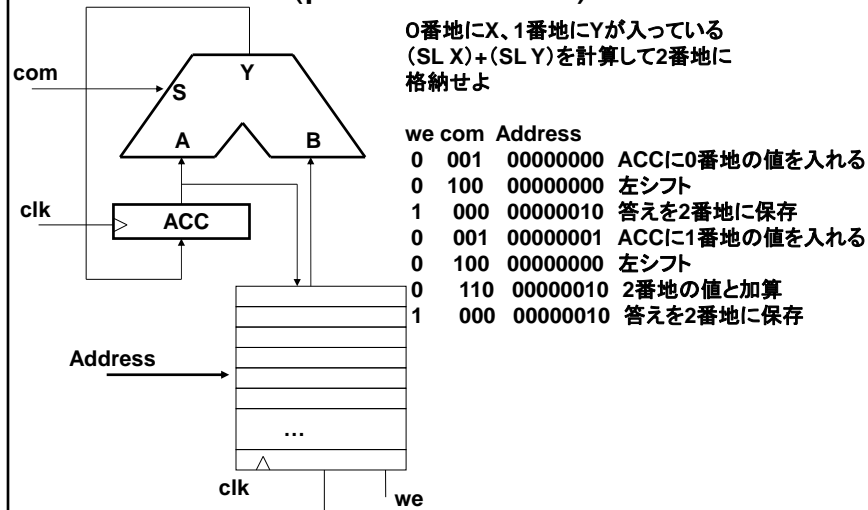 0番地にX、1番地にYが入っている
(SL X)+(SL Y)を計算して2番地に
格納せよ
com
S
Y
A
B
we com Address
0 001 00000000 ACCに0番地の値を入れる
0 100 00000000 左シフト
1 000 00000010 答えを2番地に保存
0 001 00000001 ACCに1番地の値を入れる
0 100 00000000 左シフト
0 110 00000010 2番地の値と加算
1 000 00000010 答えを2番地に保存
clk
ACC
Address
…
clk
we